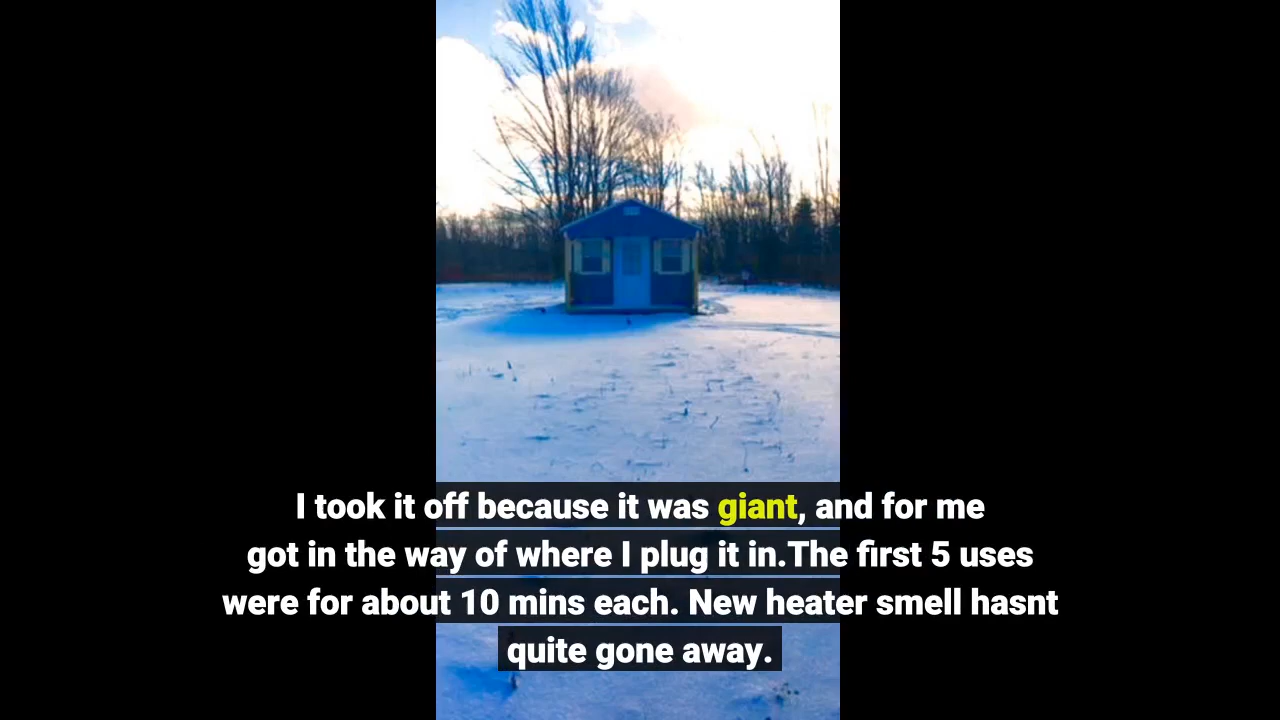 I took it off because it was giant, and for me
got in the way of where I plug it in.The first 5 uses
were for about 10 mins each. New heater smell hasnt
quite gone away.